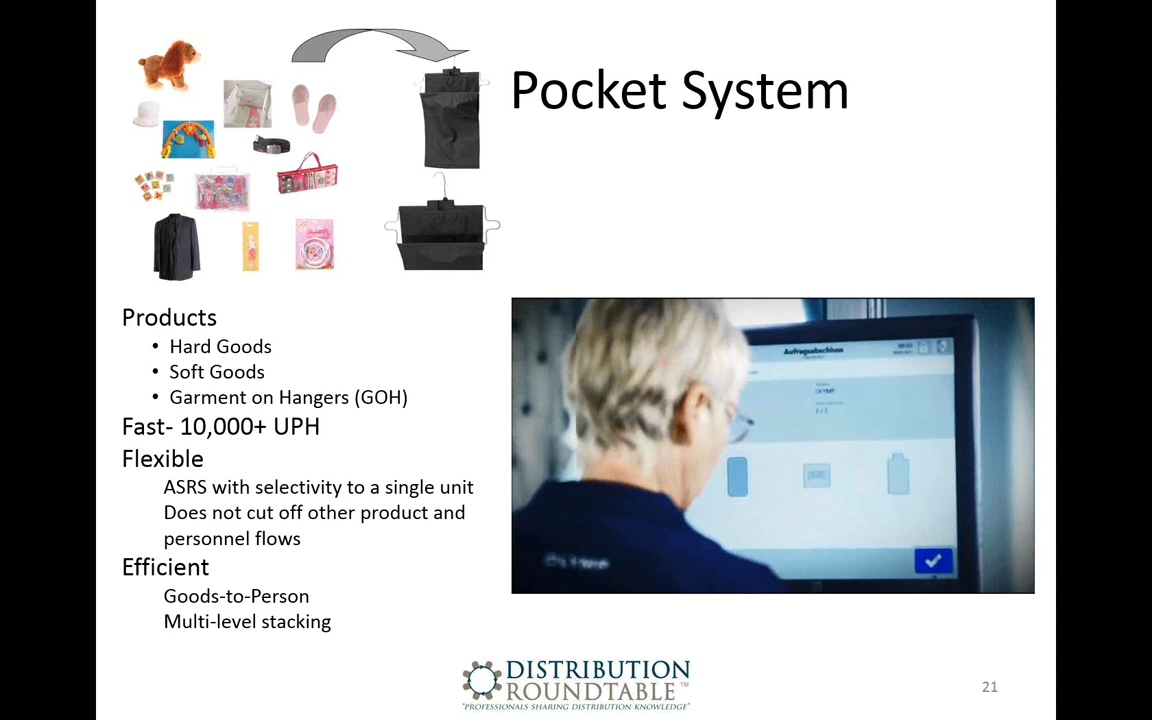 Pocket System
Products
• Hard Goods
• Soft Goods
• Garment on Hangers (GOH)
Fast- 10,000+ UPH
Flexible
ASRS with selectivity to a single unit
Does not cut off other product and
personnel flows
Efficient
Goods-to-Person
Multi-level stacking
Auftragsabschluss
DISTRIBUTION
ROUNDTABLE™
"PROFESSIONALS SHARING DISTRIBUTION KNOWLEDGE"
21